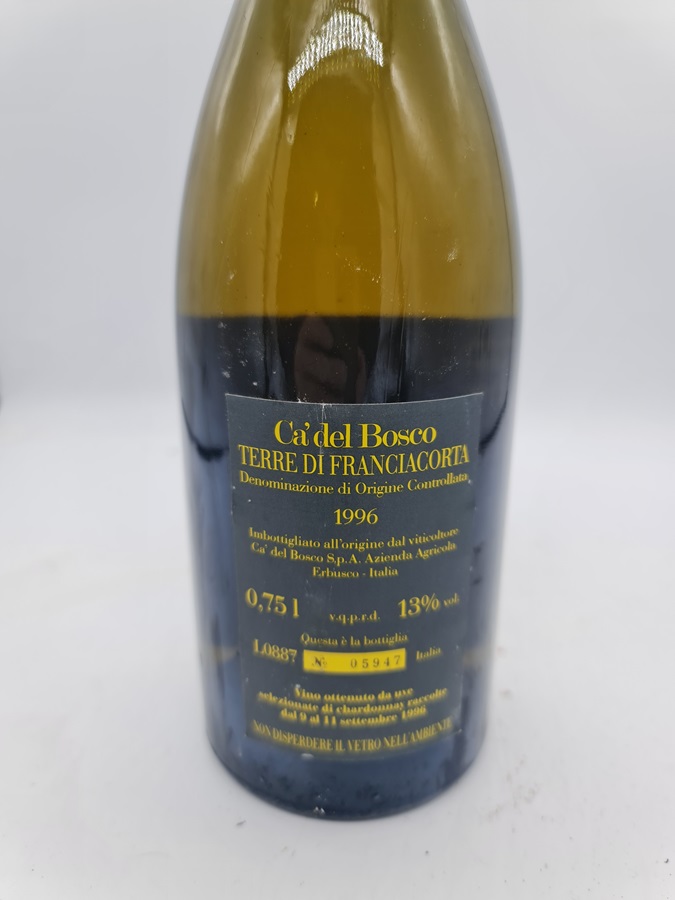 Ca' del Bosco
TERRE DI FRANCIACORTA
Denominazione di Origine Controllata
1996
Imbottigliato all'origine dal viticoltore
Ca' del Bosco S.p.A. Azienda Agricola
Erbusco - Italia
0,75 l v.q.p.r.d. 13% vol.
Questa è la bottiglia
L0887 № 05947 Italia
Vino ottenuto da uve
selezionate di chardonnay raccolte
dal 9 al 11 settembre 1996
NON DISPERDERE IL VETRO NELL'AMBIENTE